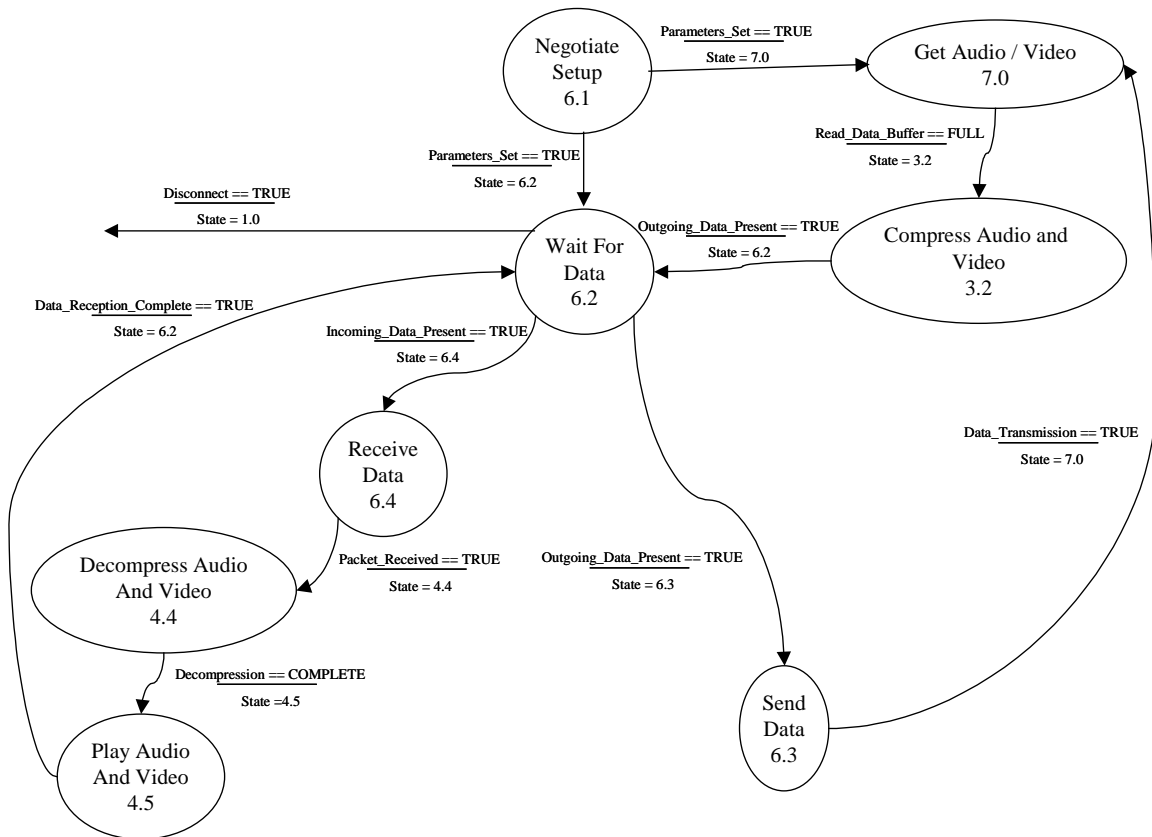 Negotiate
Setup
6.1
Parameters_Set == TRUE
State = 7.0
Get Audio / Video
7.0
Read_Data_Buffer == FULL
State = 3.2
Parameters_Set == TRUE
State = 6.2
Disconnect == TRUE
State = 1.0
Wait For
Data
6.2
Outgoing_Data_Present == TRUE
State = 6.2
Compress Audio and
Video
3.2
Data_Reception_Complete == TRUE
State = 6.2
Incoming_Data_Present == TRUE
State = 6.4
Receive
Data
6.4
Data_Transmission == TRUE
State = 7.0
Decompress Audio
And Video
4.4
Packet_Received == TRUE
State = 4.4
Outgoing_Data_Present == TRUE
State = 6.3
Decompression == COMPLETE
State =4.5
Send
Data
6.3
Play Audio
And Video
4.5